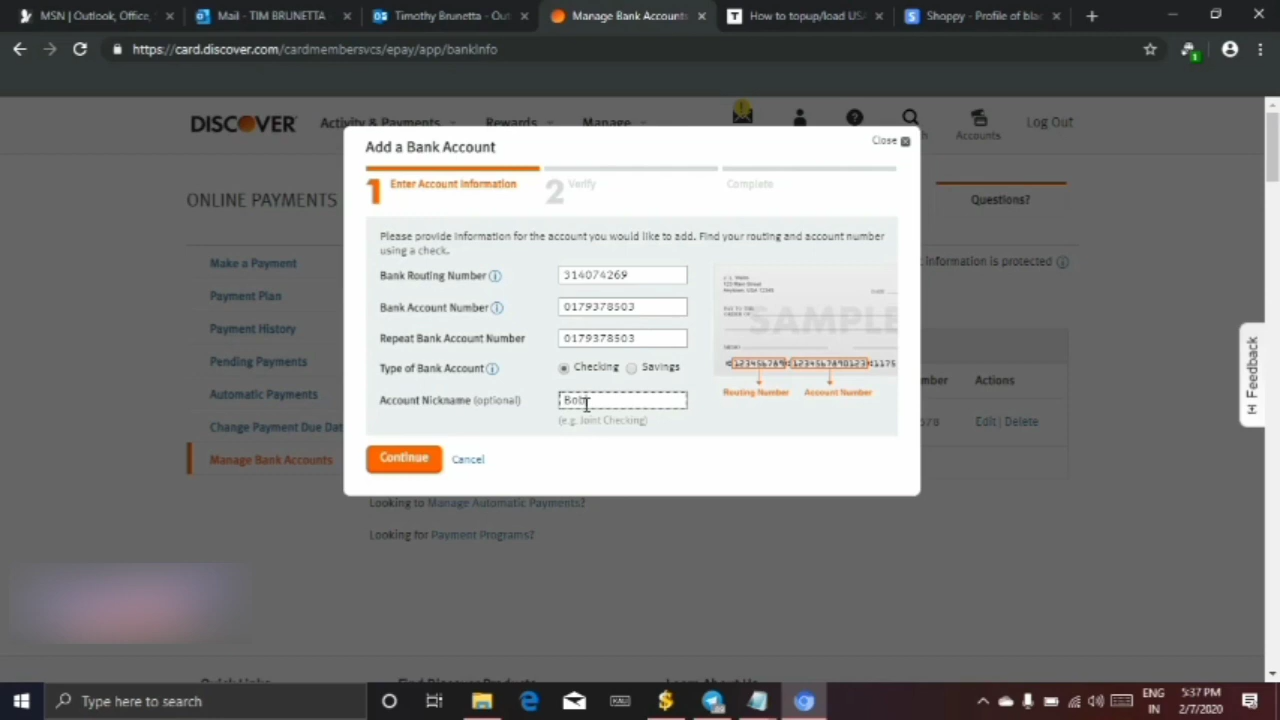 MSN | Outlook, Office,
Mail - TIM BRUNETTA
Timothy Brunetta - Out
Manage Bank Accounts
How to topup/load USA
Shoppy - Profile of bla
https://card.discover.com/cardmembersvcs/epay/app/bankInfo
DISCOVER
Activity & Payments
Rewards
Manage
Accounts
Log Out
Add a Bank Account
Close
1 Enter Account Information
2 Verify
Complete
ONLINE PAYMENTS
Questions?
Please provide information for the account you would like to add. Find your routing and account number
using a check.
Make a Payment
information is protected
Bank Routing Number
314074269
Payment Plan
Bank Account Number
0179378503
Payment History
Repeat Bank Account Number
0179378503
SAMPLE
Pending Payments
Type of Bank Account
Checking
Savings
123456789
1234567890123
1175
Automatic Payments
mber
Actions
Routing Number
Account Number
Account Nickname (optional)
Bob
(e.g. Joint Checking)
Change Payment Due Dat
Edit | Delete
Manage Bank Accounts
Continue
Cancel
Looking to Manage Automatic Payments?
Looking for Payment Programs?
Feedback
Type here to search
ENG
IN
5:37 PM
2/7/2020